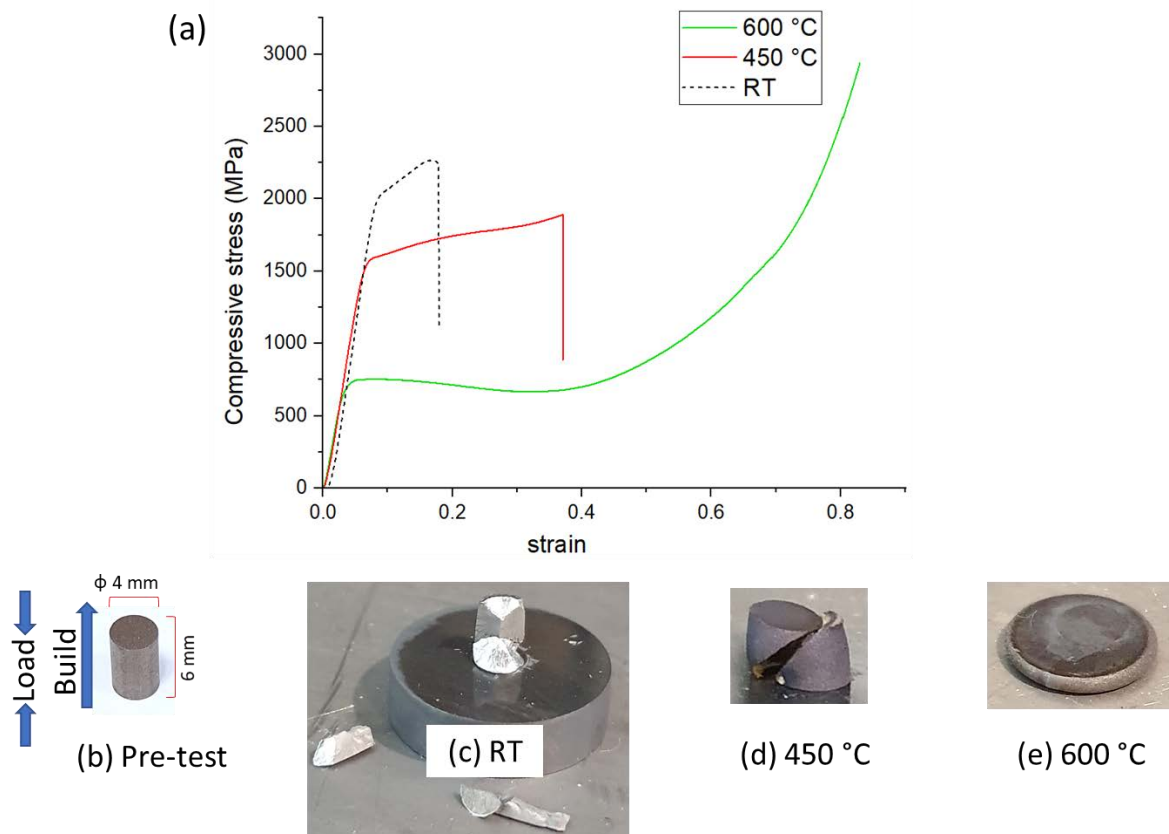 (a)
600 °C
450 °C
RT
Compressive stress (MPa)
3000
2500
2000
1500
1000
500
0
0.0 0.2 0.4 0.6 0.8
strain
Load
Build
ф 4 mm
6 mm
(b) Pre-test
(c) RT
(d) 450 °C
(e) 600 °C